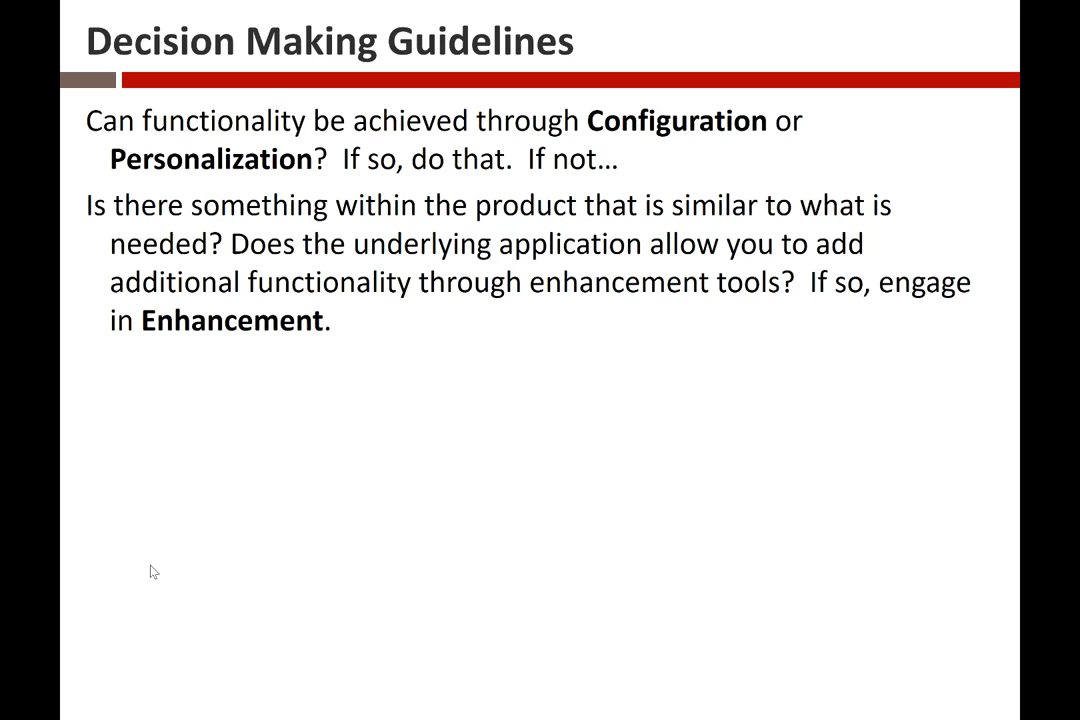 Decision Making Guidelines
Can functionality be achieved through Configuration or
Personalization? If so, do that. If not...
Is there something within the product that is similar to what is
needed? Does the underlying application allow you to add
additional functionality through enhancement tools? If so, engage
in Enhancement.